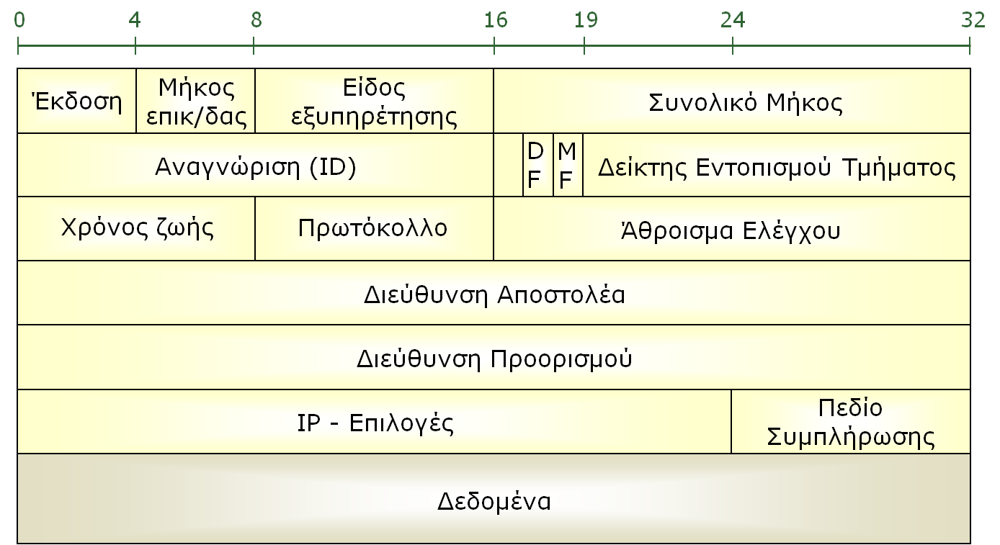 0 4 8 16 19 24 32
Έκδοση
Μήκος
επικ/δας
Είδος
εξυπηρέτησης
Συνολικό Μήκος
Αναγνώριση (ID)
D
F
M
F
Δείκτης Εντοπισμού Τμήματος
Χρόνος ζωής
Πρωτόκολλο
Άθροισμα Ελέγχου
Διεύθυνση Αποστολέα
Διεύθυνση Προορισμού
IP - Επιλογές
Πεδίο
Συμπλήρωσης
Δεδομένα